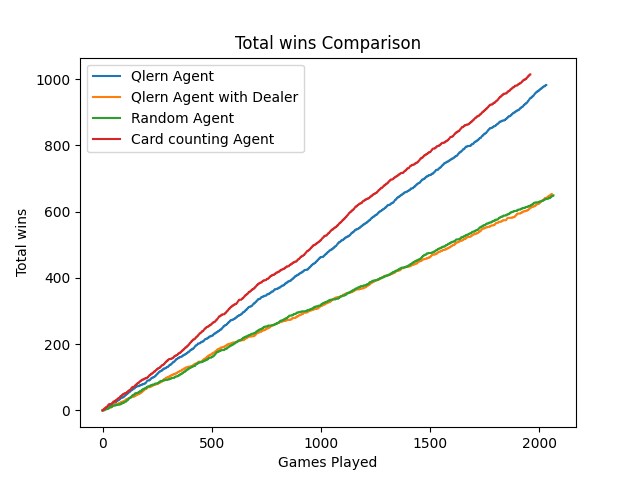 Total wins Comparison
Qlern Agent
Qlern Agent with Dealer
Random Agent
Card counting Agent
Total wins
1000
800
600
400
200
0
0 500 1000 1500 2000
Games Played